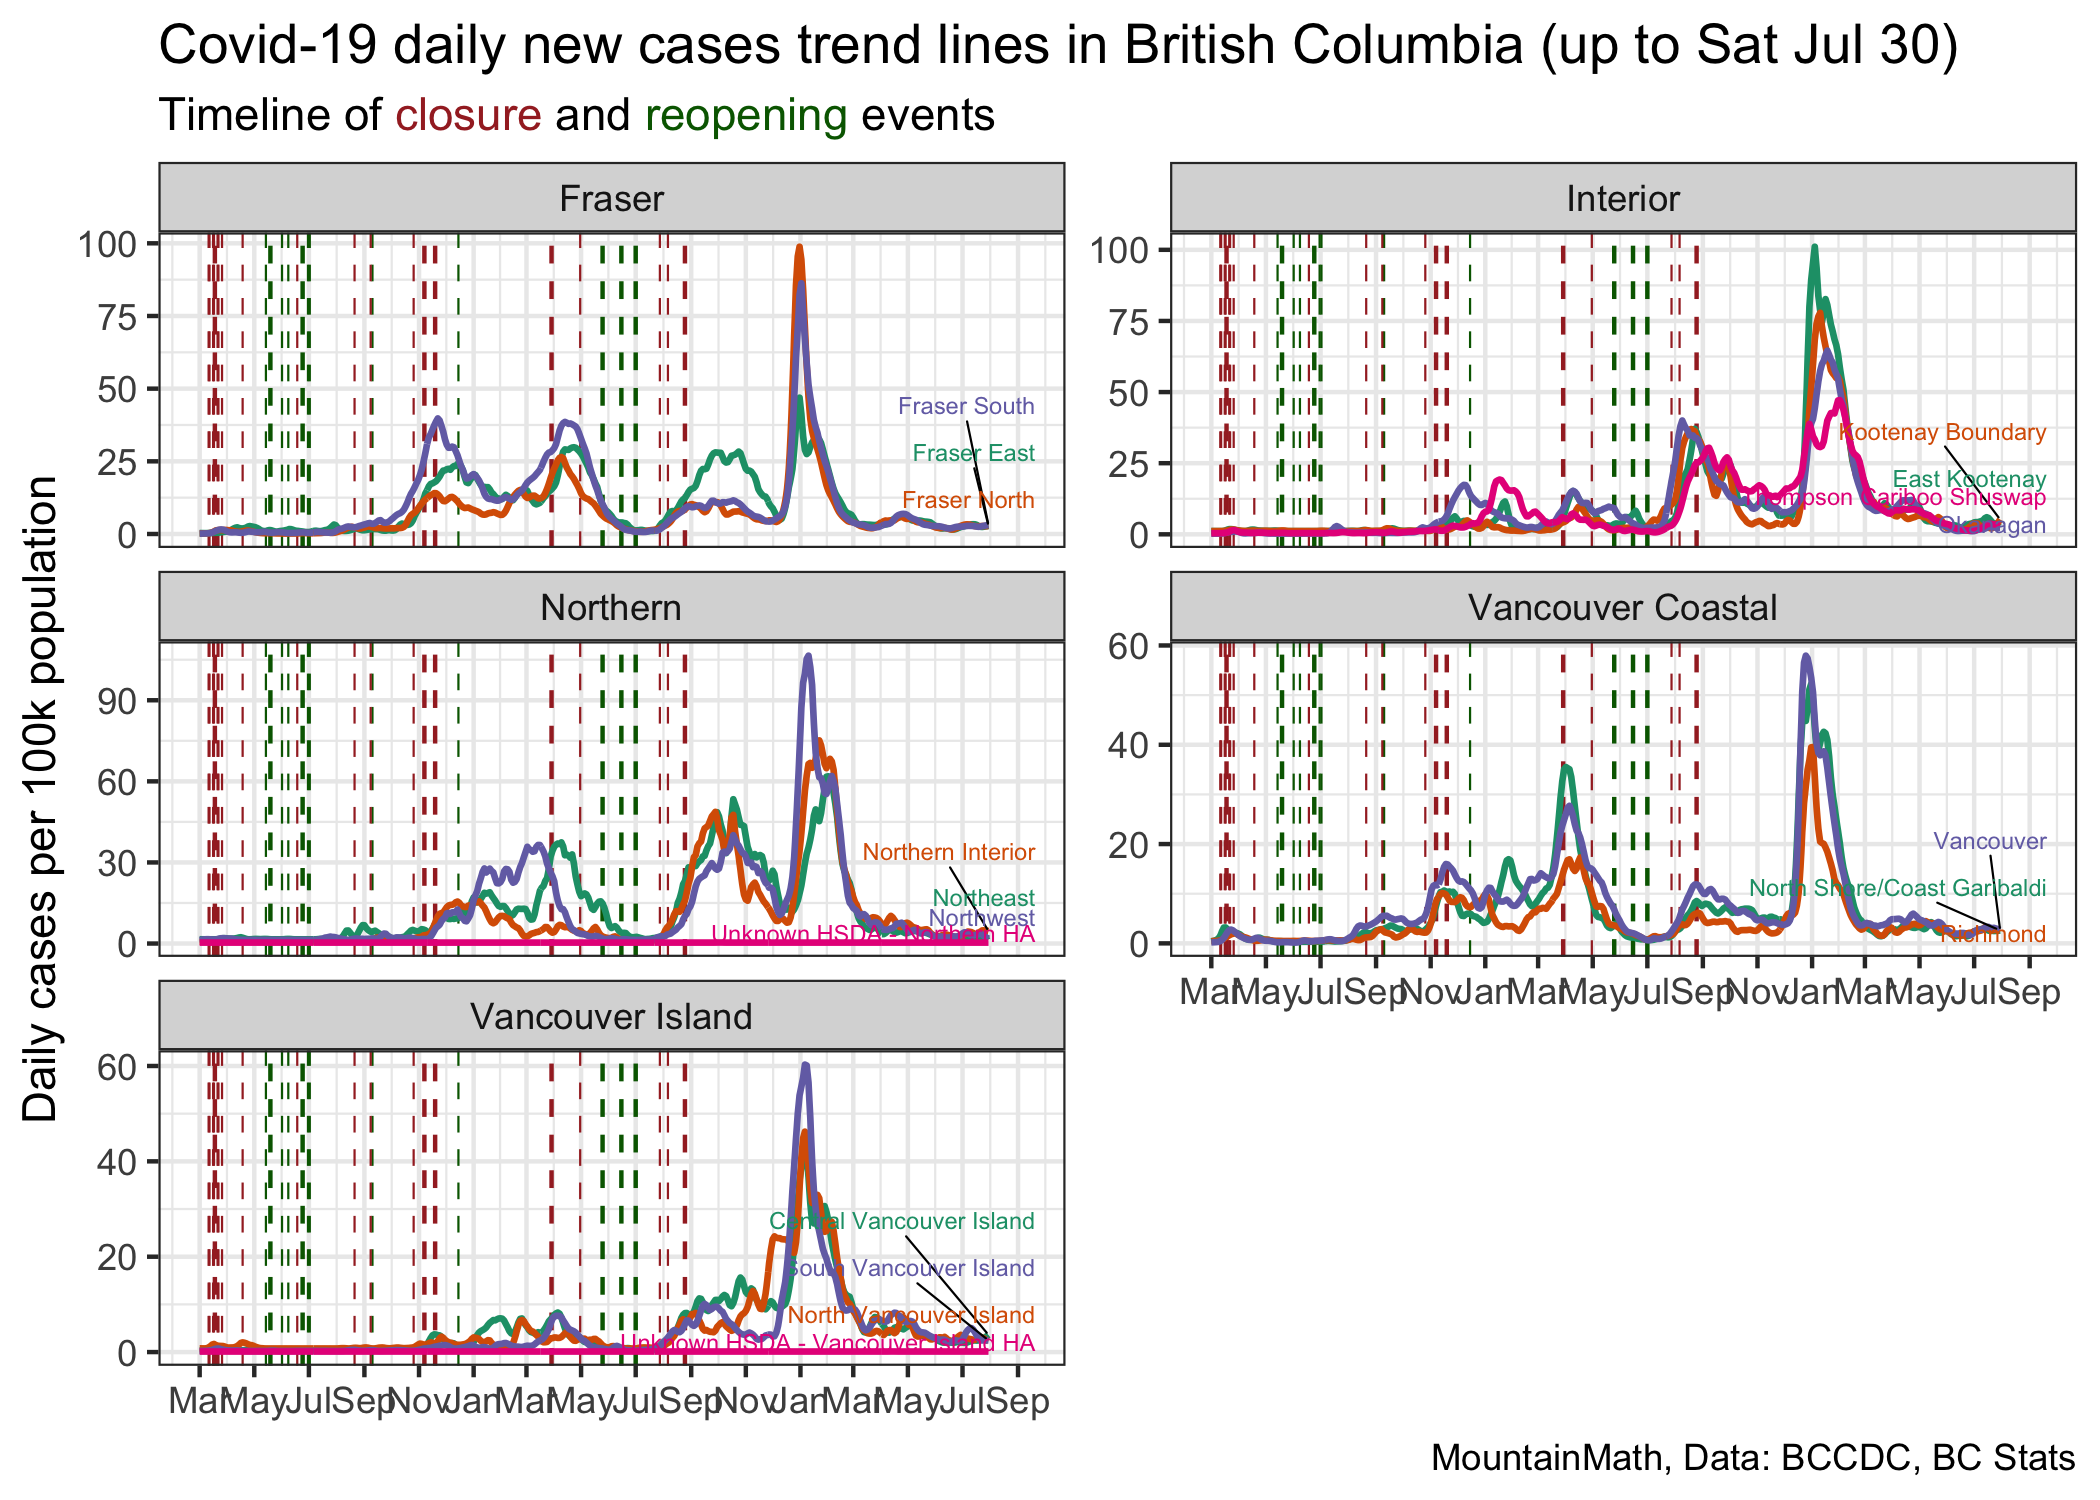 Covid-19 daily new cases trend lines in British Columbia (up to Sat Jul 30)
Timeline of closure and reopening events
Daily cases per 100k population
Fraser
100
75
50
25
0
Fraser South
Fraser East
Fraser North
Interior
100
75
50
25
0
Kootenay Boundary
East Kootenay
Thompson Cariboo Shuswap
Okanagan
Northern
90
60
30
0
Northern Interior
Northeast
Northwest
Unknown HSDA - Northern HA
Vancouver Coastal
60
40
20
0
Vancouver
North Shore/Coast Garibaldi
Richmond
Mar May Jul Sep Nov Jan Mar May Jul Sep Nov Jan Mar May Jul Sep
Vancouver Island
60
40
20
0
Central Vancouver Island
South Vancouver Island
North Vancouver Island
Unknown HSDA - Vancouver Island HA
Mar May Jul Sep Nov Jan Mar May Jul Sep Nov Jan Mar May Jul Sep
MountainMath, Data: BCCDC, BC Stats